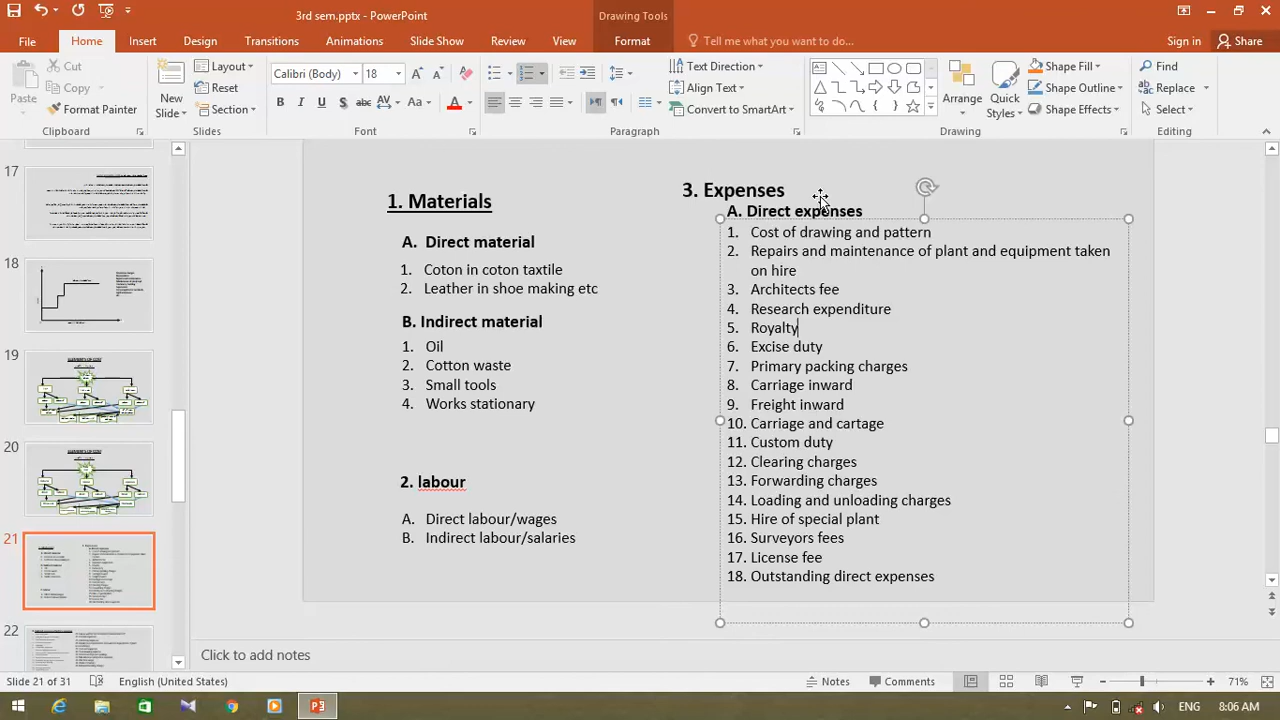 3rd sem.pptx - PowerPoint
Drawing Tools
File Home Insert Design Transitions Animations Slide Show Review View Format Tell me what you want to do... Sign in Share
Cut
Copy
Format Painter
Paste
Clipboard
New Slide
Layout
Reset
Section
Slides
Calibri (Body) 18
B I U S abc AV Aa A
Font
Text Direction
Align Text
Convert to SmartArt
Paragraph
Arrange
Quick Styles
Shape Fill
Shape Outline
Shape Effects
Drawing
Find
Replace
Select
Editing
17
18
19
20
21
22
1. Materials
A. Direct material
1. Coton in coton taxtile
2. Leather in shoe making etc
B. Indirect material
1. Oil
2. Cotton waste
3. Small tools
4. Works stationary
2. labour
A. Direct labour/wages
B. Indirect labour/salaries
3. Expenses
A. Direct expenses
1. Cost of drawing and pattern
2. Repairs and maintenance of plant and equipment taken
on hire
3. Architects fee
4. Research expenditure
5. Royalty
6. Excise duty
7. Primary packing charges
8. Carriage inward
9. Freight inward
10. Carriage and cartage
11. Custom duty
12. Clearing charges
13. Forwarding charges
14. Loading and unloading charges
15. Hire of special plant
16. Surveyors fees
17. License fee
18. Outstanding direct expenses
Click to add notes
Slide 21 of 31 English (United States) Notes Comments 71%
ENG 8:06 AM